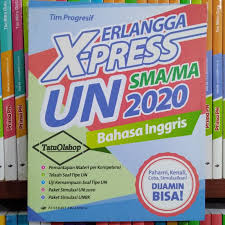 Tim Progresif
ERLANGGA
X-PRESS
UN SMA/MA
2020
Bahasa Inggris
TatuOlshop
Pemantapan Materi per Kompetensi
Telaah Soal Tipe UN
Uji Kemampuan Soal Tipe UN
Paket Simulasi UN 2020
Paket Simulasi UNBK
Pahami, Kenali,
Coba, Simulasikan!
DIJAMIN
BISA!